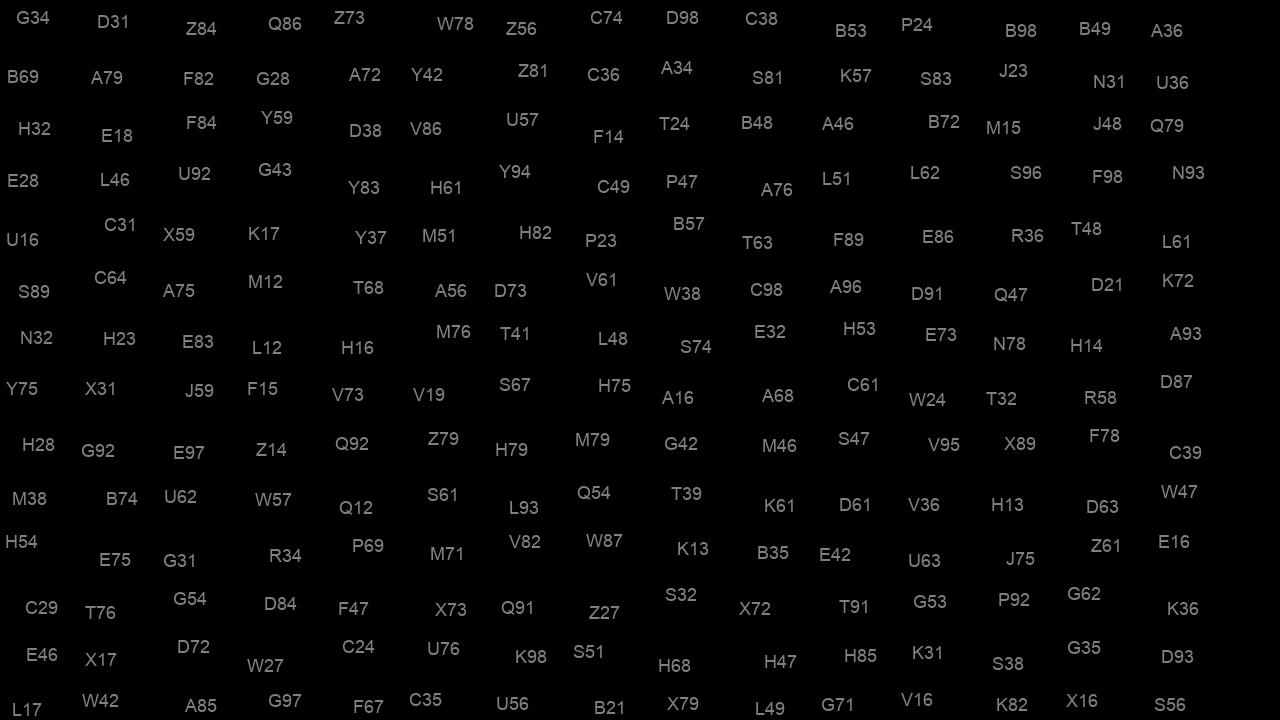 G34 D31 Z84 Q86 Z73 W78 Z56 C74 D98 C38 B53 P24 B98 B49 A36
B69 A79 F82 G28 A72 Y42 Z81 C36 A34 S81 K57 S83 J23 N31 U36
H32 E18 F84 Y59 D38 V86 U57 F14 T24 B48 A46 B72 M15 J48 Q79
E28 L46 U92 G43 Y83 H61 Y94 C49 P47 A76 L51 L62 S96 F98 N93
U16 C31 X59 K17 Y37 M51 H82 P23 B57 T63 F89 E86 R36 T48 L61
S89 C64 A75 M12 T68 A56 D73 V61 W38 C98 A96 D91 Q47 D21 K72
N32 H23 E83 L12 H16 M76 T41 L48 S74 E32 H53 E73 N78 H14 A93
Y75 X31 J59 F15 V73 V19 S67 H75 A16 A68 C61 W24 T32 R58 D87
H28 G92 E97 Z14 Q92 Z79 H79 M79 G42 M46 S47 V95 X89 F78 C39
M38 B74 U62 W57 Q12 S61 L93 Q54 T39 K61 D61 V36 H13 D63 W47
H54 E75 G31 R34 P69 M71 V82 W87 K13 B35 E42 U63 J75 Z61 E16
C29 T76 G54 D84 F47 X73 Q91 Z27 S32 X72 T91 G53 P92 G62 K36
E46 X17 D72 W27 C24 U76 K98 S51 H68 H47 H85 K31 S38 G35 D93
L17 W42 A85 G97 F67 C35 U56 B21 X79 L49 G71 V16 K82 X16 S56